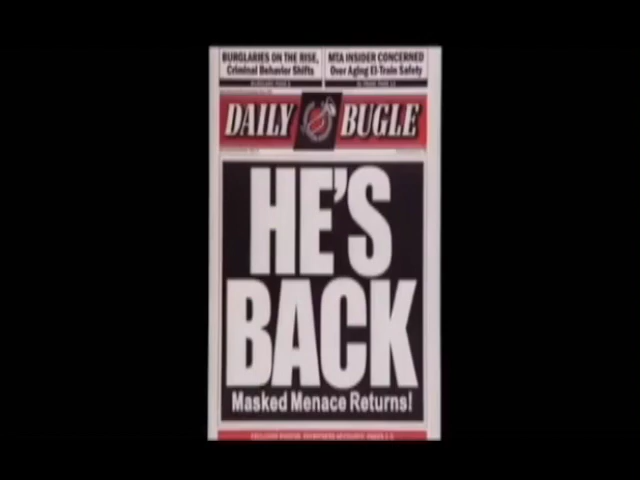 BURGLARIES ON THE RISE,
Criminal Behavior Shifts
MTA INSIDER CONCERNED
Over Aging El-Train Safety
DAILY BUGLE
HE'S
BACK
Masked Menace Returns!